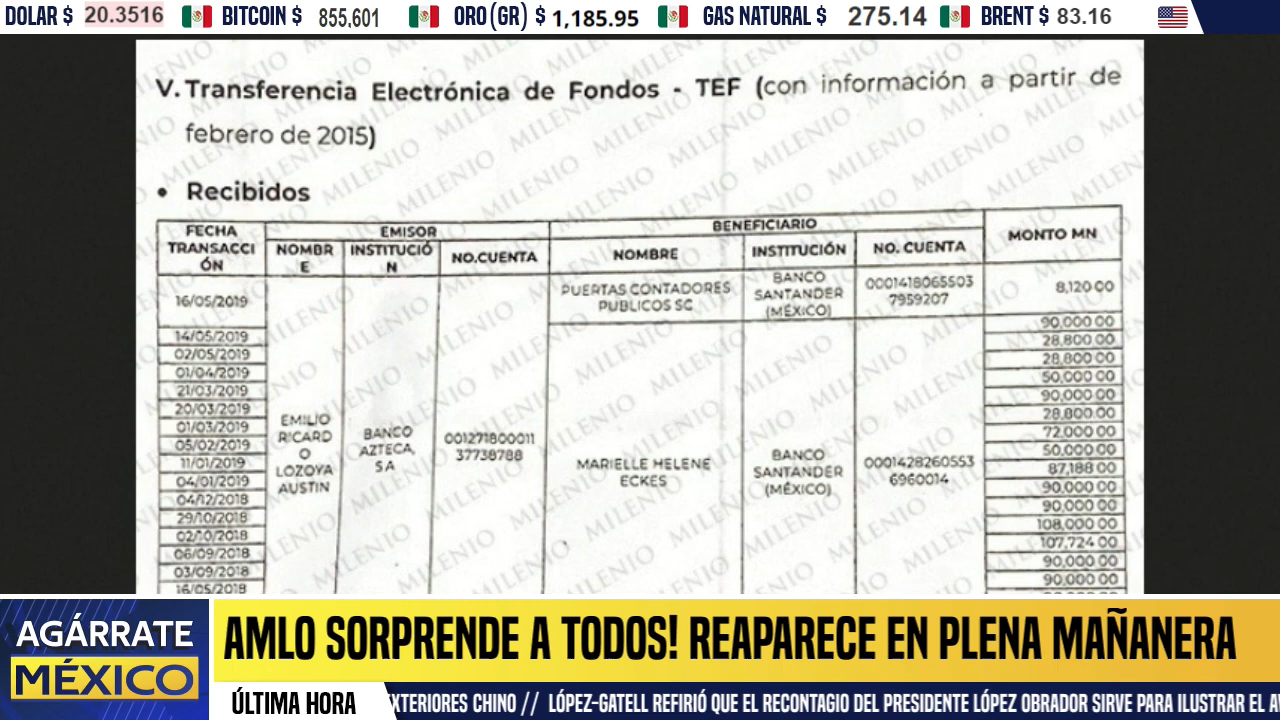 DOLAR $ 20.3516 BITCOIN $ 855,601 ORO (GR) $ 1,185.95 GAS NATURAL $ 275.14 BRENT $ 83.16
V. Transferencia Electrónica de Fondos - TEF (con información a partir de
febrero de 2015)
• Recibidos
FECHA TRANSACCI ÓN
EMISOR
BENEFICIARIO
MONTO MN
NOMBR E
INSTITUCIÓ N
NO.CUENTA
NOMBRE
INSTITUCIÓN
NO. CUENTA
16/05/2019
PUERTAS CONTADORES
PUBLICOS SC
BANCO
SANTANDER
(MÉXICO)
0001418065503
7959207
8,120.00
14/05/2019
02/05/2019
01/04/2019
21/03/2019
20/03/2019
01/03/2019
05/02/2019
11/01/2019
04/01/2019
04/12/2018
29/10/2018
02/10/2018
06/09/2018
03/09/2018
16/05/2018
EMILIO
RICARD
O
LOZOYA
AUSTIN
BANCO
AZTECA,
SA
001271800011
37738788
MARIELLE HELENE
ECKES
BANCO
SANTANDER
(MÉXICO)
0001428260553
6960014
90,000.00
28,800.00
28,800.00
50,000.00
90,000.00
28,800.00
72,000.00
50,000.00
87,188.00
90,000.00
90,000.00
108,000.00
107,724.00
90,000.00
90,000.00
AGÁRRATE
MÉXICO
AMLO SORPRENDE A TODOS! REAPARECE EN PLENA MAÑANERA
ÚLTIMA HORA
XTERIORES CHINO // LÓPEZ-GATELL REFIRIÓ QUE EL RECONTAGIO DEL PRESIDENTE LÓPEZ OBRADOR SIRVE PARA ILUSTRAR EL A